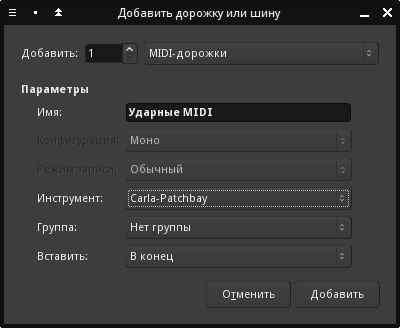 Добавить дорожку или шину
Добавить: 1 MIDI-дорожки
Параметры
Имя: Ударные MIDI
Конфигурация: Моно
Режим записи: Обычный
Инструмент: Carla-Patchbay
Группа: Нет группы
Вставить: В конец
Отменить Добавить